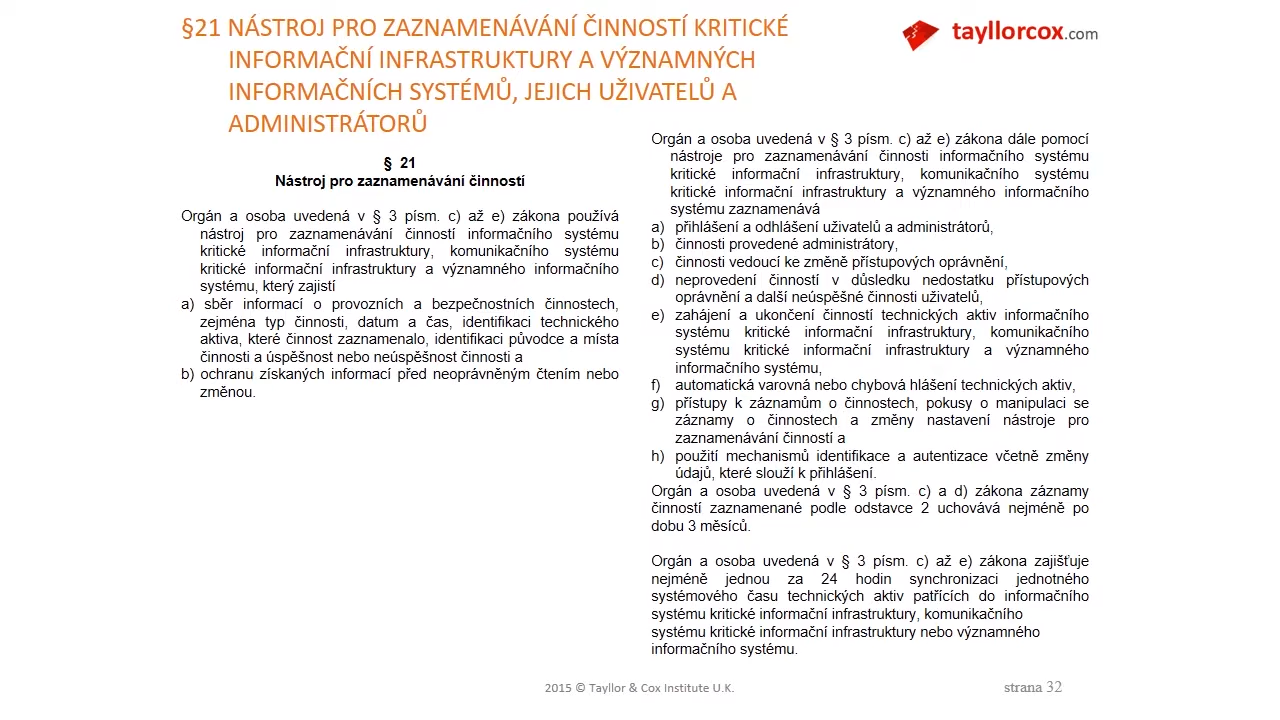 §21 NÁSTROJ PRO ZAZNAMENÁVÁNÍ ČINNOSTÍ KRITICKÉ
INFORMAČNÍ INFRASTRUKTURY A VÝZNAMNÝCH
INFORMAČNÍCH SYSTÉMŮ, JEJICH UŽIVATELŮ A
ADMINISTRÁTORŮ
tayllorcox.com
§ 21
Nástroj pro zaznamenávání činností
Orgán a osoba uvedená v § 3 písm. c) až e) zákona používá
nástroj pro zaznamenávání činností informačního systému
kritické informační infrastruktury, komunikačního systému
kritické informační infrastruktury a významného informačního
systému, který zajistí
a) sběr informací o provozních a bezpečnostních činnostech,
zejména typ činnosti, datum a čas, identifikaci technického
aktiva, které činnost zaznamenalo, identifikaci původce a místa
činnosti a úspěšnost nebo neúspěšnost činnosti a
b) ochranu získaných informací před neoprávněným čtením nebo
změnou.
Orgán a osoba uvedená v § 3 písm. c) až e) zákona dále pomocí
nástroje pro zaznamenávání činnosti informačního systému
kritické informační infrastruktury, komunikačního systému
kritické informační infrastruktury a významného informačního
systému zaznamenává
a) přihlášení a odhlášení uživatelů a administrátorů,
b) činnosti provedené administrátory,
c) činnosti vedoucí ke změně přístupových oprávnění,
d) neprovedení činností v důsledku nedostatku přístupových
oprávnění a další neúspěšné činnosti uživatelů,
e) zahájení a ukončení činností technických aktiv informačního
systému kritické informační infrastruktury, komunikačního
systému kritické informační infrastruktury a významného
informačního systému,
f) automatická varovná nebo chybová hlášení technických aktiv,
g) přístupy k záznamům o činnostech, pokusy o manipulaci se
záznamy o činnostech a změny nastavení nástroje pro
zaznamenávání činností a
h) použití mechanismů identifikace a autentizace včetně změny
údajů, které slouží k přihlášení.
Orgán a osoba uvedená v § 3 písm. c) a d) zákona záznamy
činností zaznamenané podle odstavce 2 uchovává nejméně po
dobu 3 měsíců.
Orgán a osoba uvedená v § 3 písm. c) až e) zákona zajišťuje
nejméně jednou za 24 hodin synchronizaci jednotného
systémového času technických aktiv patřících do informačního
systému kritické informační infrastruktury, komunikačního
systému kritické informační infrastruktury nebo významného
informačního systému.
2015 © Tayllor & Cox Institute U.K.
strana 32